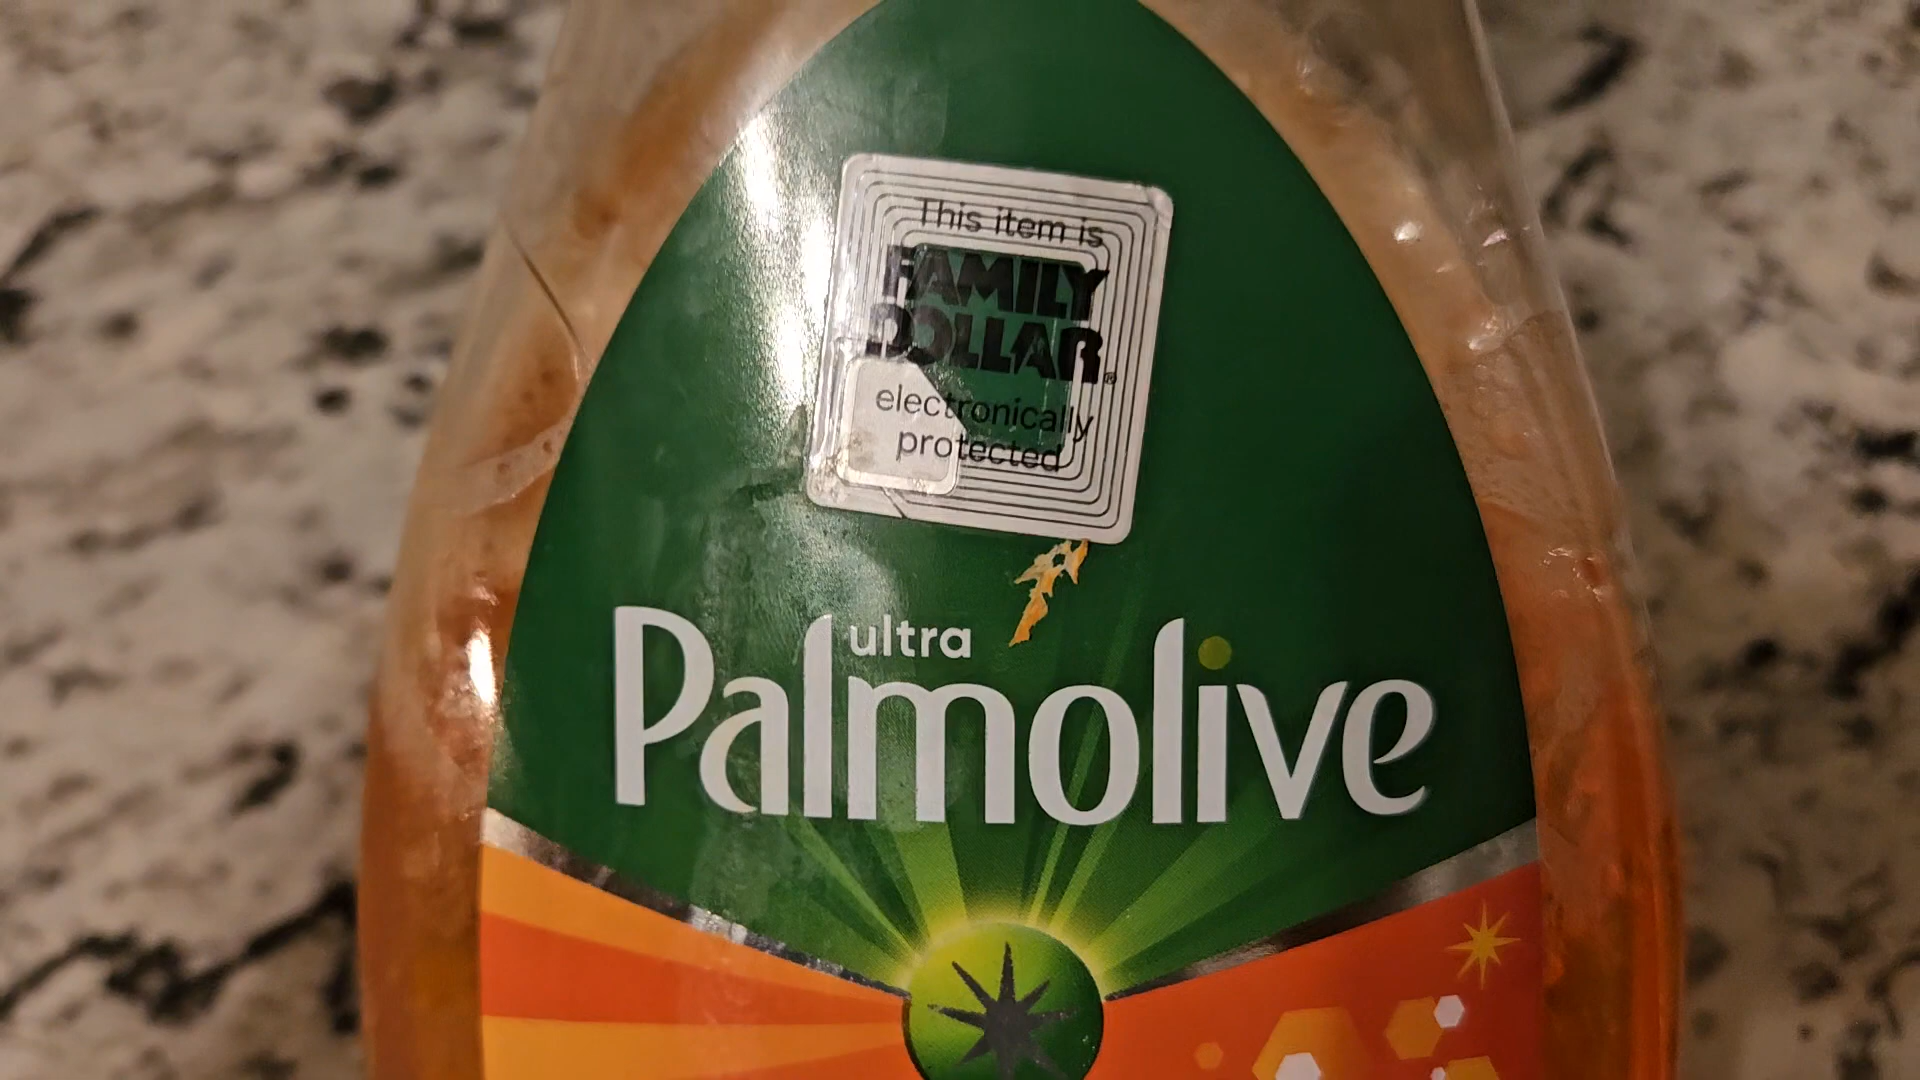 This item is
FAMILY
DOLLAR®
electronically
protected
ultra
Palmolive